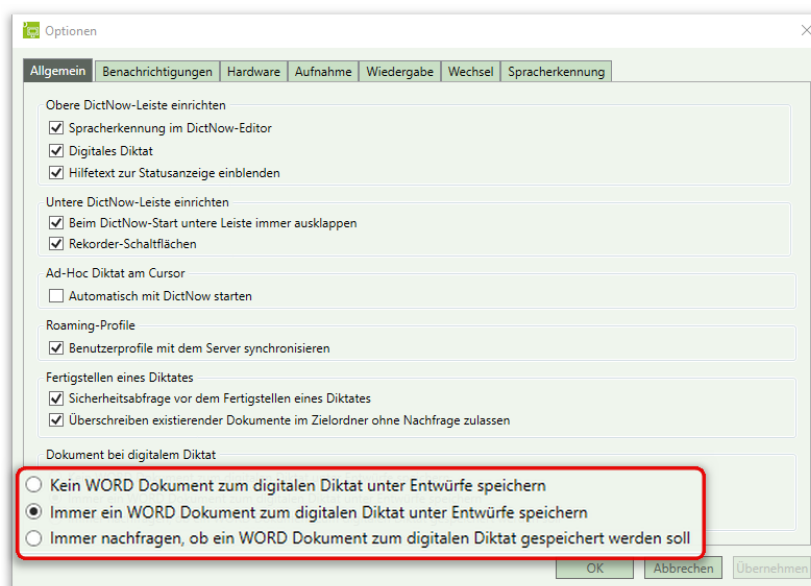 Optionen
Allgemein Benachrichtigungen Hardware Aufnahme Wiedergabe Wechsel Spracherkennung
Obere DictNow-Leiste einrichten
Spracherkennung im DictNow-Editor
Digitales Diktat
Hilfetext zur Statusanzeige einblenden
Untere DictNow-Leiste einrichten
Beim DictNow-Start untere Leiste immer ausklappen
Rekorder-Schaltflächen
Ad-Hoc Diktat am Cursor
Automatisch mit DictNow starten
Roaming-Profile
Benutzerprofile mit dem Server synchronisieren
Fertigstellen eines Diktates
Sicherheitsabfrage vor dem Fertigstellen eines Diktates
Überschreiben existierender Dokumente im Zielordner ohne Nachfrage zulassen
Dokument bei digitalem Diktat
Kein WORD Dokument zum digitalen Diktat unter Entwürfe speichern
Immer ein WORD Dokument zum digitalen Diktat unter Entwürfe speichern
Immer nachfragen, ob ein WORD Dokument zum digitalen Diktat gespeichert werden soll
OK Abbrechen Übernehmen